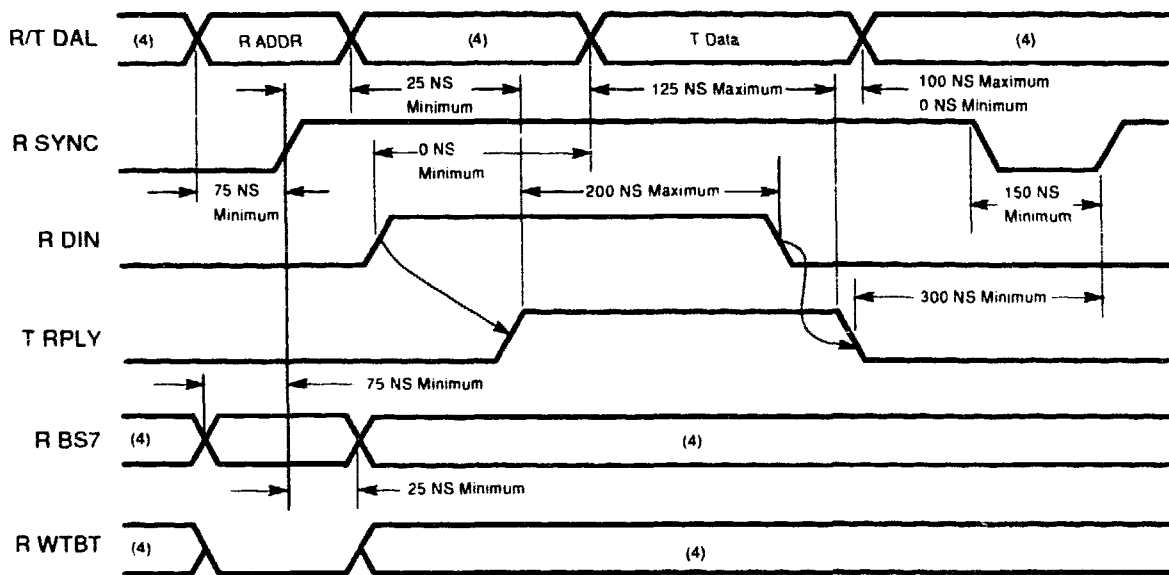 R/T DAL (4) R ADDR (4) T Data (4)
25 NS
Minimum
125 NS Maximum
100 NS Maximum
0 NS Minimum
R SYNC
0 NS
Minimum
75 NS
Minimum
200 NS Maximum
150 NS
Minimum
R DIN
300 NS Minimum
T RPLY
75 NS Minimum
R BS7 (4) (4)
25 NS Minimum
R WTBT (4) (4)